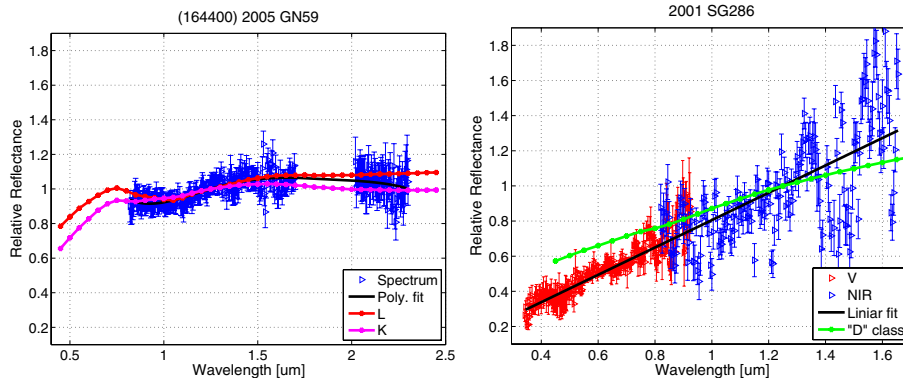 (164400) 2005 GN59
Relative Reflectance
1.8
1.6
1.4
1.2
1
0.8
0.6
0.4
0.2
0.5
1
1.5
2
2.5
Wavelength [um]
Spectrum
Poly. fit
L
K
2001 SG286
Relative Reflectance
1.8
1.6
1.4
1.2
1
0.8
0.6
0.4
0.2
0.4
0.6
0.8
1
1.2
1.4
1.6
Wavelength [um]
V
NIR
Liniar fit
"D" class